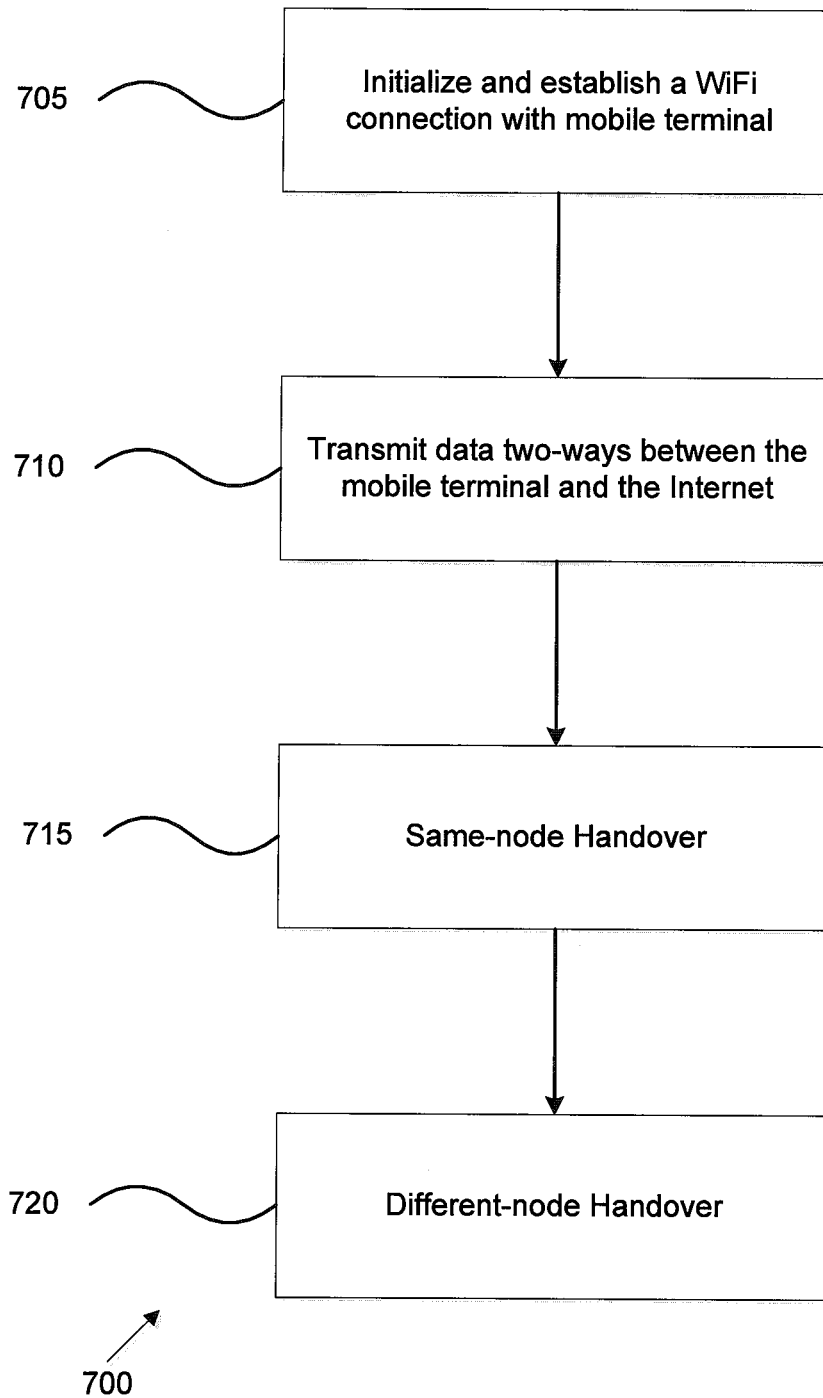 705
Initialize and establish a WiFi
connection with mobile terminal
710
Transmit data two-ways between the
mobile terminal and the Internet
715
Same-node Handover
720
Different-node Handover
700